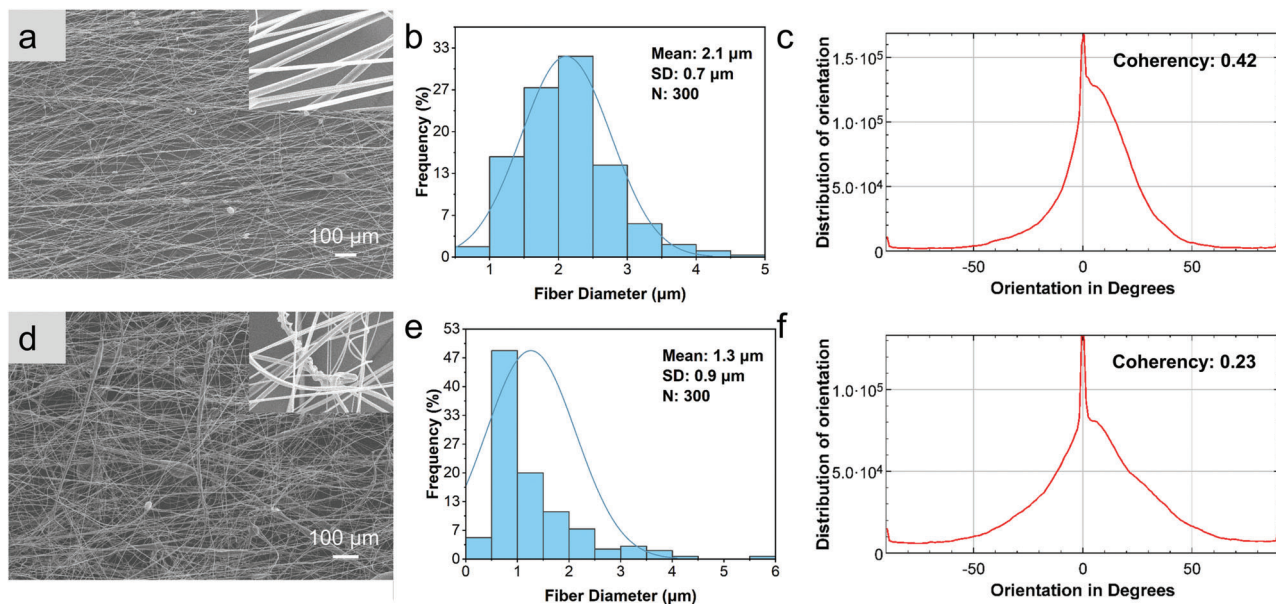 a
100 µm
b
Mean: 2.1 µm
SD: 0.7 µm
N: 300
Frequency (%)
33
27
20
13
7
0
1
2
3
4
5
Fiber Diameter (µm)
c
Coherency: 0.42
Distribution of orientation
1.5·10⁵
1.0·10⁵
5.0·10⁴
0
-50
0
50
Orientation in Degrees
d
100 µm
e
Mean: 1.3 µm
SD: 0.9 µm
N: 300
Frequency (%)
53
47
40
33
27
20
13
7
0
0
1
2
3
4
5
6
Fiber Diameter (µm)
f
Coherency: 0.23
Distribution of orientation
1.0·10⁵
5.0·10⁴
0
-50
0
50
Orientation in Degrees